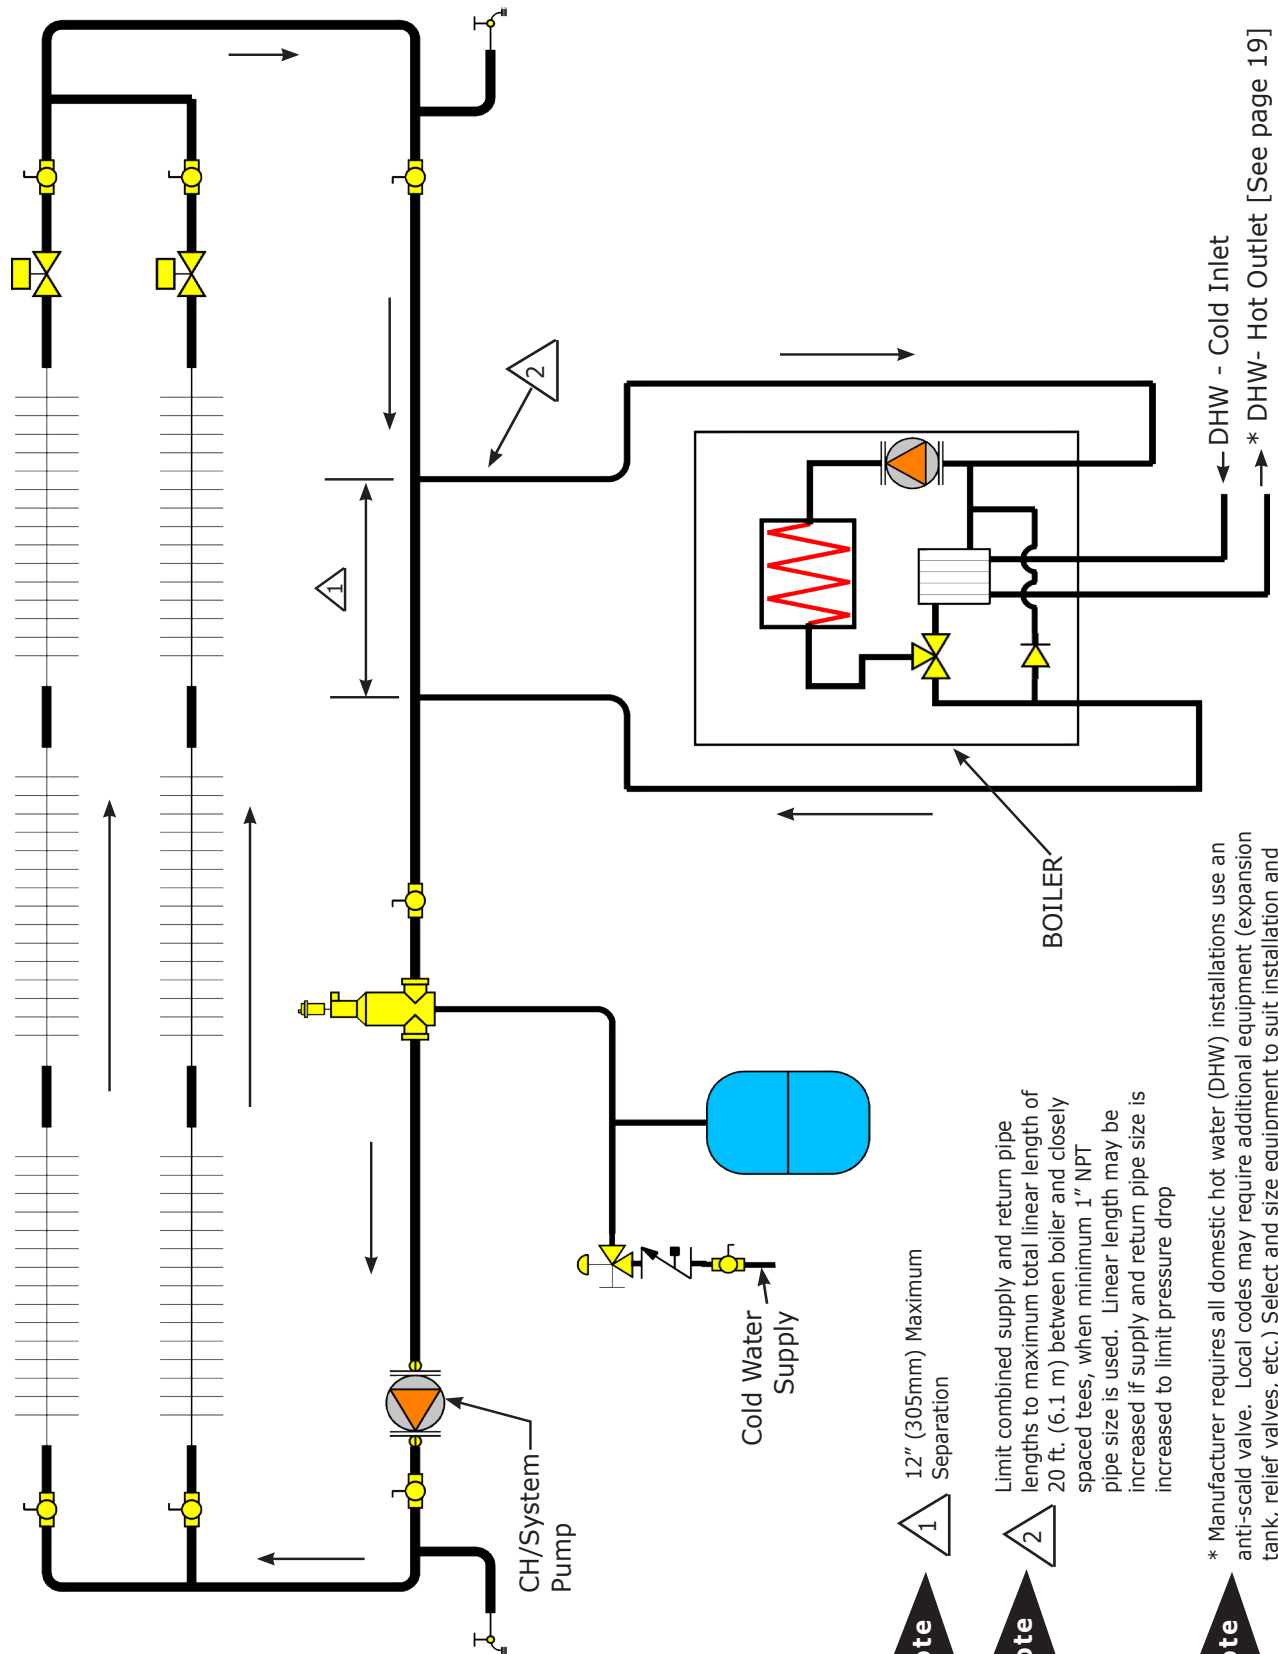 CH/System
Pump
Cold Water
Supply
BOILER
1
2
DHW - Cold Inlet
* DHW- Hot Outlet [See page 19]
1
12" (305mm) Maximum
Separation
2
Limit combined supply and return pipe
lengths to maximum total linear length of
20 ft. (6.1 m) between boiler and closely
spaced tees, when minimum 1" NPT
pipe size is used. Linear length may be
increased if supply and return pipe size is
increased to limit pressure drop
* Manufacturer requires all domestic hot water (DHW) installations use an
anti-scald valve. Local codes may require additional equipment (expansion
tank, relief valves, etc.) Select and size equipment to suit installation and